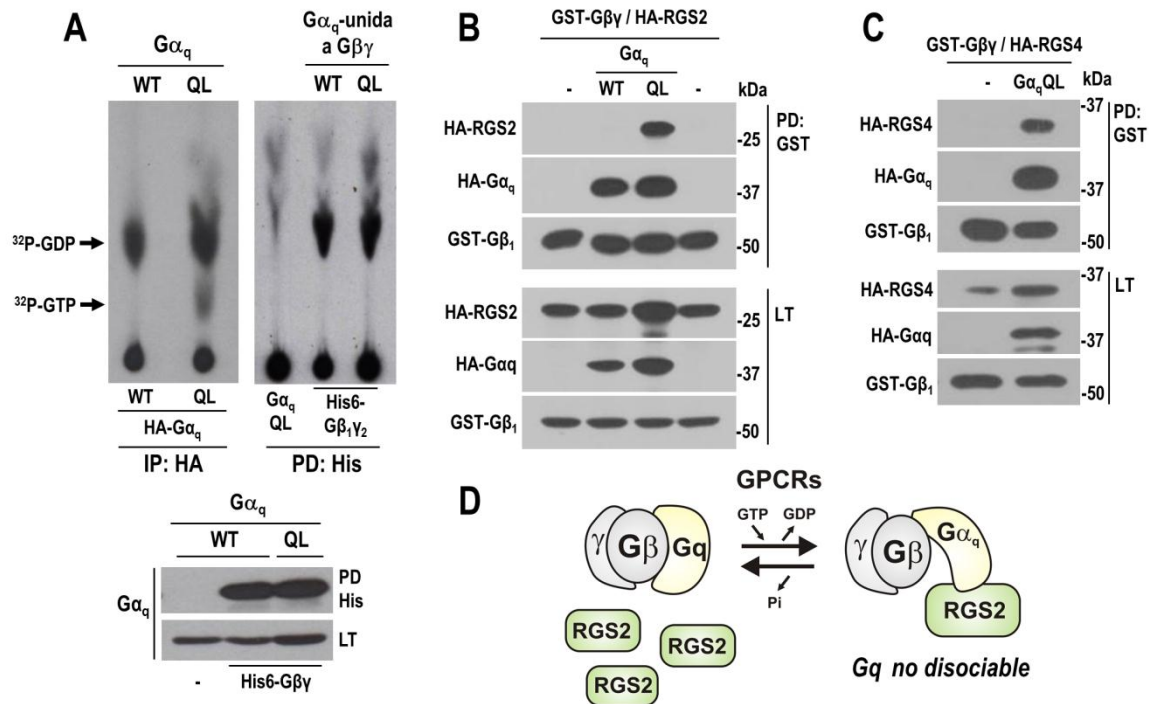 A
Gαq
WT QL
Gαq-unida
a Gβγ
WT QL
³²P-GDP
³²P-GTP
WT QL
HA-Gαq
IP: HA
Gαq
QL
His6-
Gβ₁γ₂
PD: His
Gαq
WT QL
Gαq
PD
His
LT
- His6-Gβγ
B
GST-Gβγ / HA-RGS2
Gαq
- WT QL - kDa
HA-RGS2
-25
HA-Gαq
-37
GST-Gβ₁
-50
PD:
GST
HA-RGS2
-25
HA-Gαq
-37
GST-Gβ₁
-50
LT
C
GST-Gβγ / HA-RGS4
- GαqQL kDa
-37
HA-RGS4
HA-Gαq
-37
GST-Gβ₁
-50
PD:
GST
-37
HA-RGS4
HA-Gαq
-37
GST-Gβ₁
-50
LT
D
GPCRs
GTP GDP
Pi
γ Gβ Gq
RGS2
RGS2
RGS2
γ Gβ Gαq
RGS2
Gq no disociable